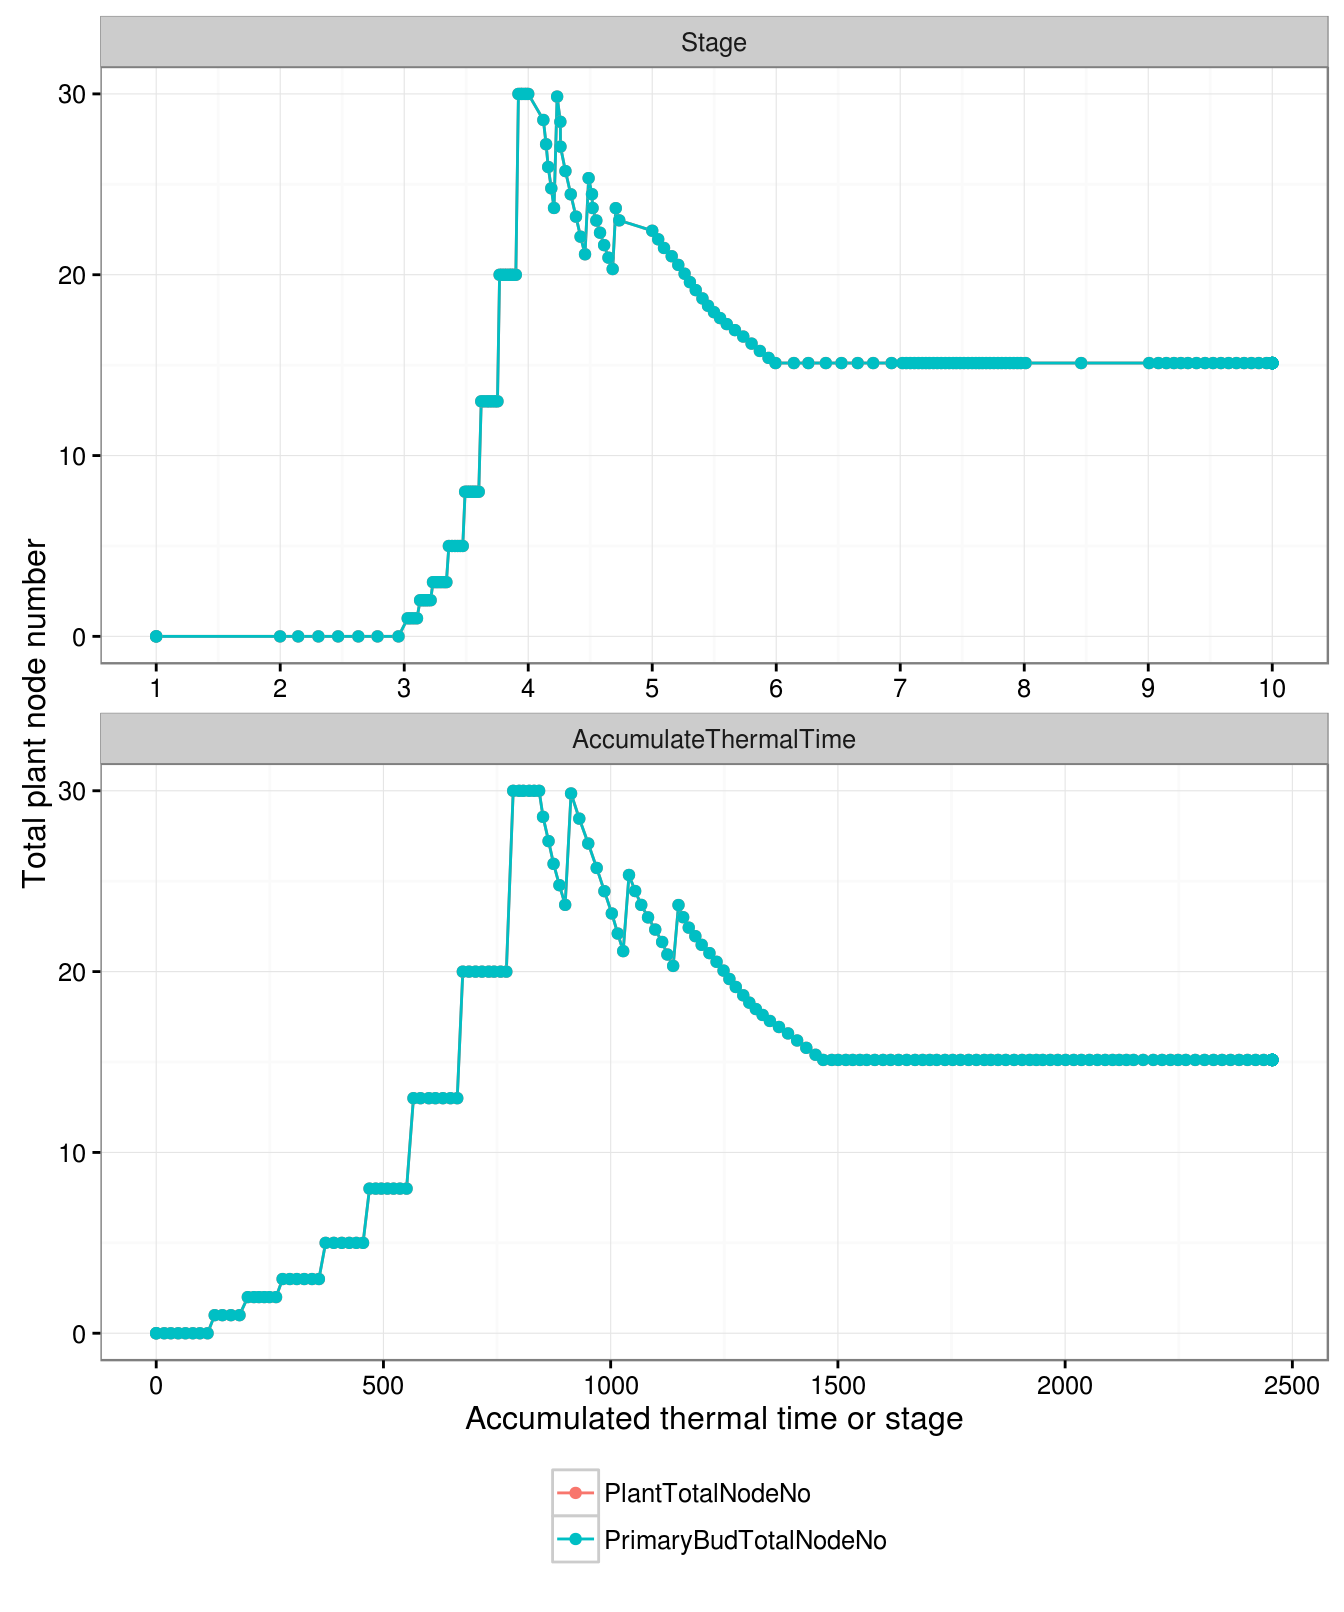 Stage
30
20
10
0
1 2 3 4 5 6 7 8 9 10
Total plant node number
AccumulateThermalTime
30
20
10
0
0 500 1000 1500 2000 2500
Accumulated thermal time or stage
PlantTotalNodeNo
PrimaryBudTotalNodeNo